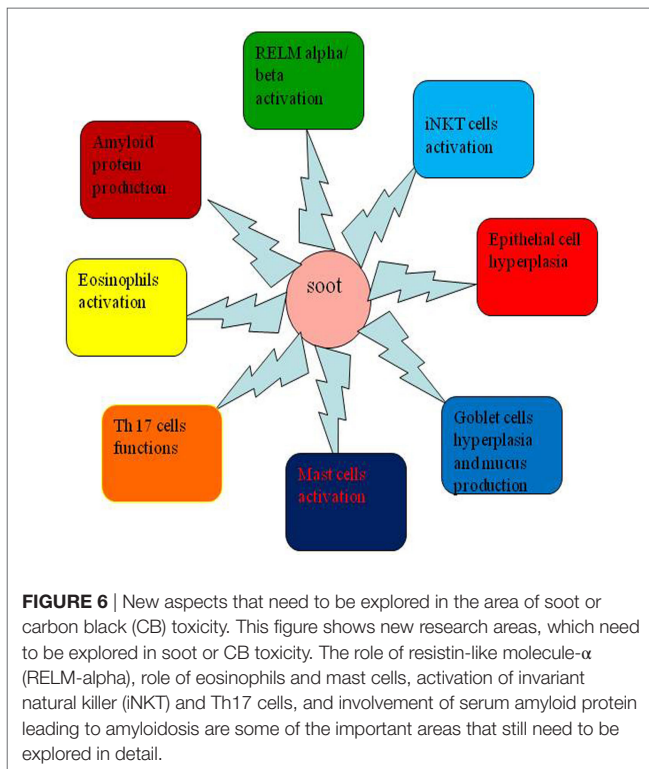 RELM alpha/
beta
activation
iNKT cells
activation
Amyloid
protein
production
Epithelial cell
hyperplasia
soot
Eosinophils
activation
Th 17 cells
functions
Goblet cells
hyperplasia
and mucus
production
Mast cells
activation
FIGURE 6 | New aspects that need to be explored in the area of soot or
carbon black (CB) toxicity. This figure shows new research areas, which need
to be explored in soot or CB toxicity. The role of resistin-like molecule-α
(RELM-alpha), role of eosinophils and mast cells, activation of invariant
natural killer (iNKT) and Th17 cells, and involvement of serum amyloid protein
leading to amyloidosis are some of the important areas that still need to be
explored in detail.